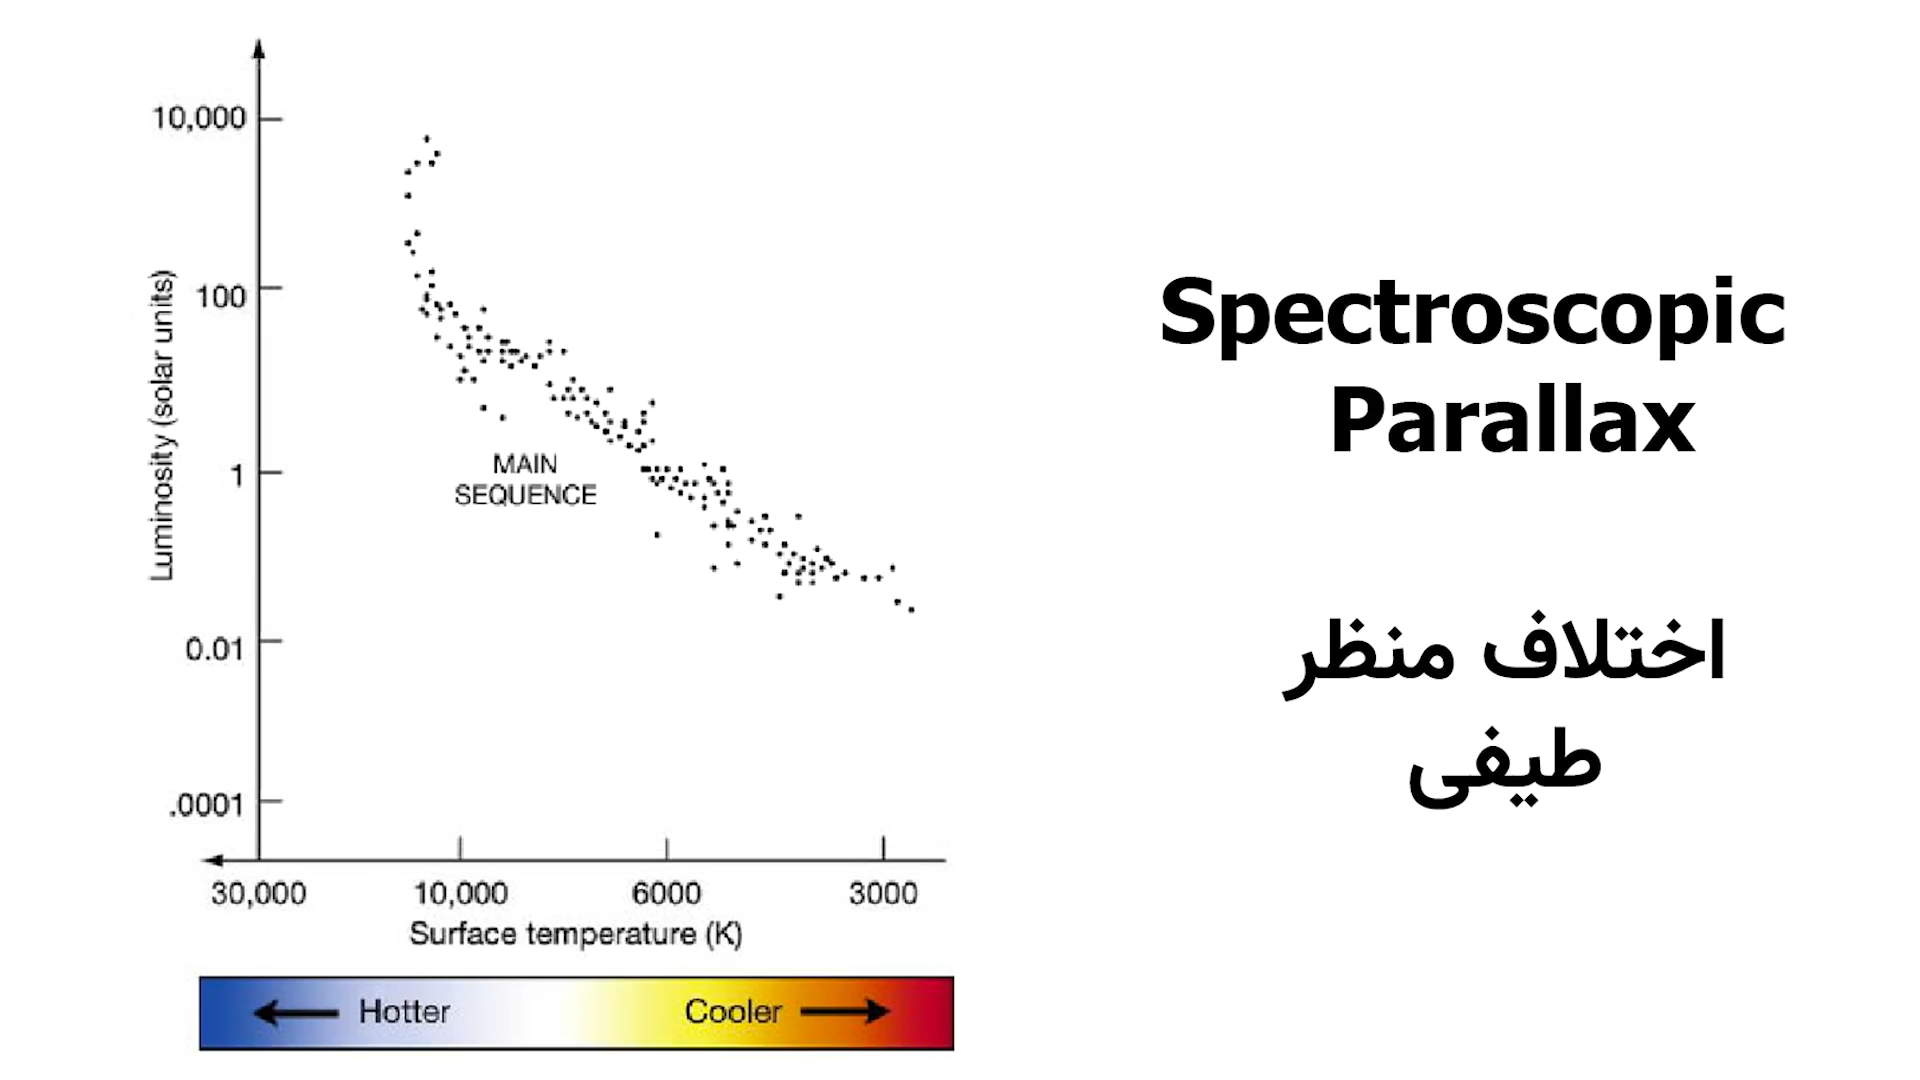 10,000
100
1
0.01
.0001
Luminosity (solar units)
MAIN
SEQUENCE
30,000 10,000 6000 3000
Surface temperature (K)
Hotter Cooler
Spectroscopic
Parallax
اختلاف منظر
طیفی